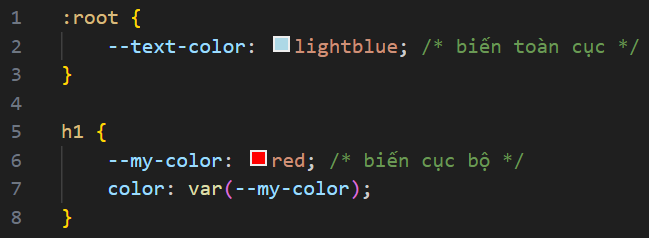 1 :root {
2 --text-color: lightblue; /* biến toàn cục */
3 }
4
5 h1 {
6 --my-color: red; /* biến cục bộ */
7 color: var(--my-color);
8 }